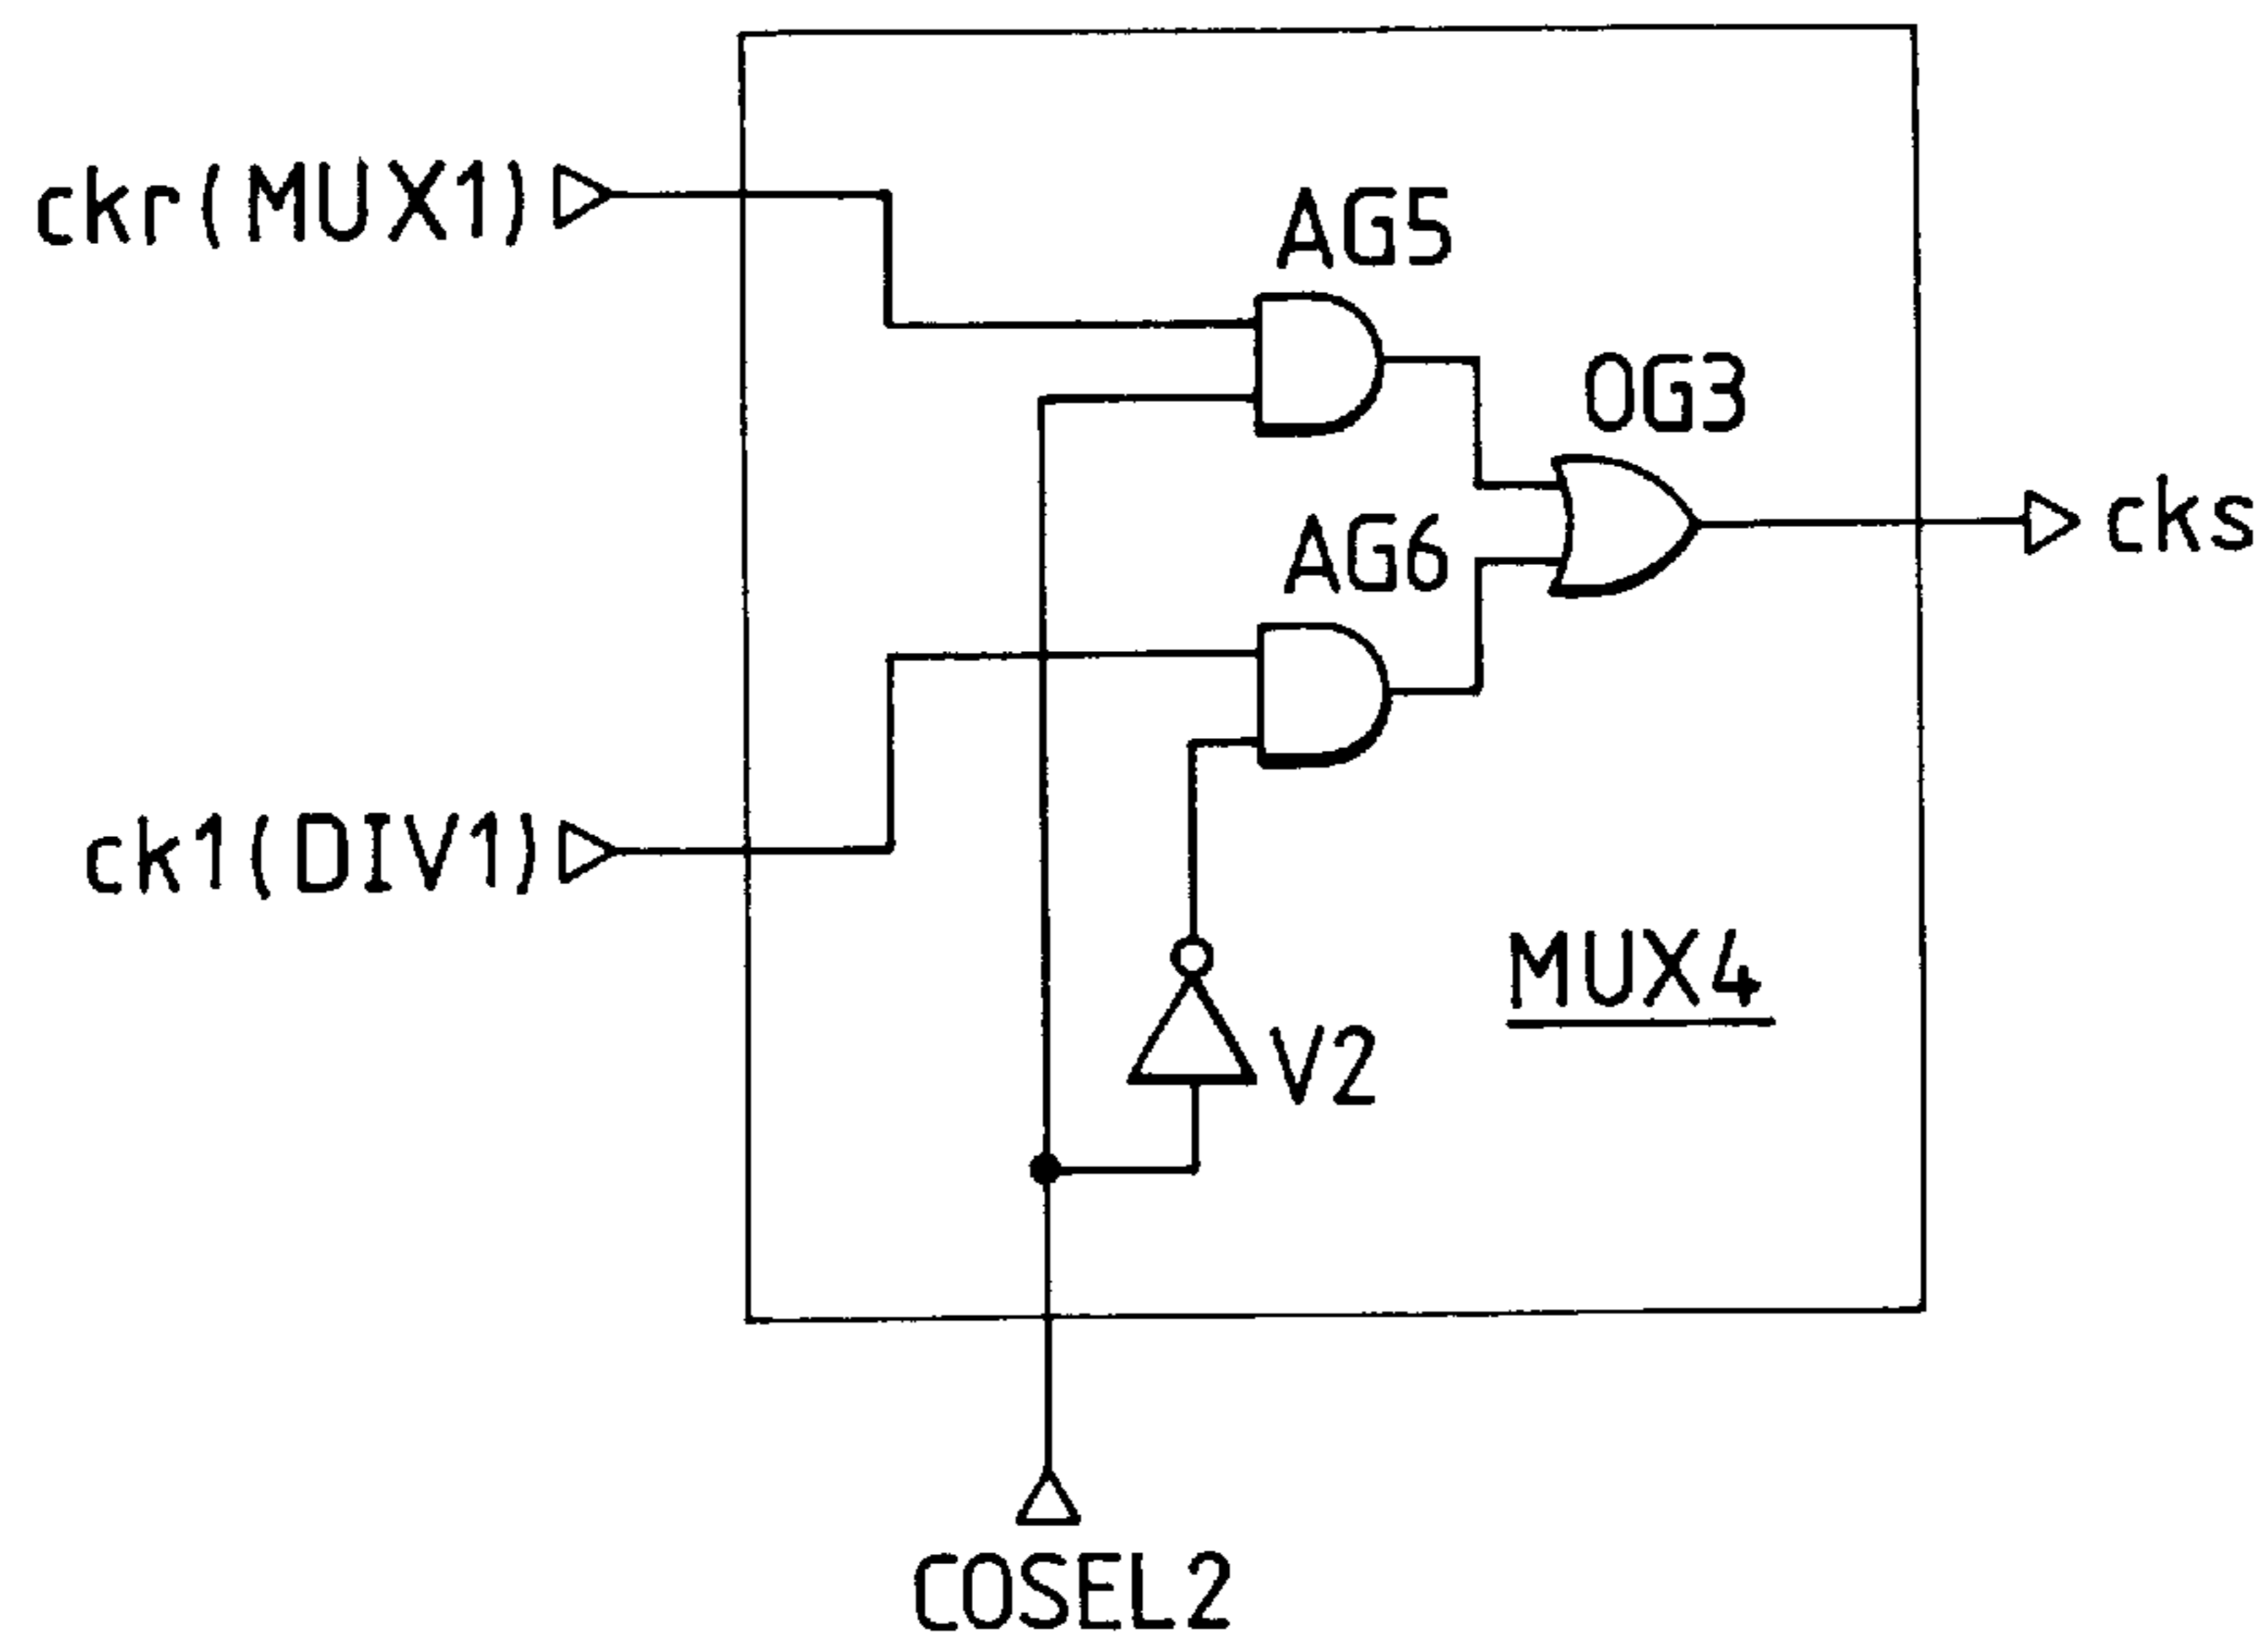 ckr(MUX1)
AG5
OG3
cks
AG6
ck1(DIV1)
MUX4
V2
COSEL2